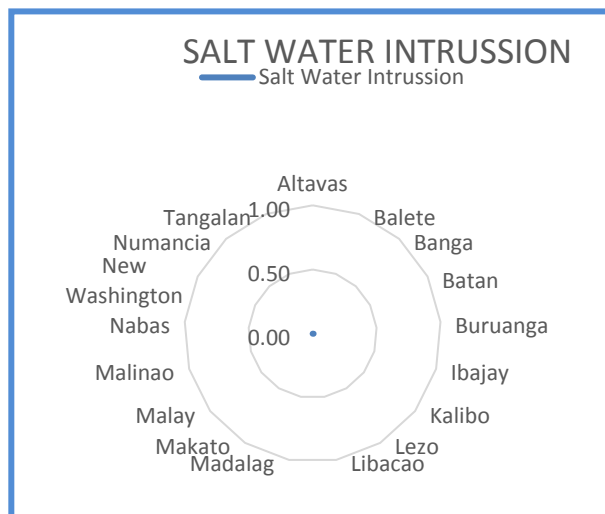 SALT WATER INTRUSSION
Salt Water Intrussion
Altavas
1.00
Tangalan
Balete
Numancia
Banga
New
Washington
Batan
0.50
Nabas
Buruanga
0.00
Malinao
Ibajay
Malay
Kalibo
Makato
Lezo
Madalag
Libacao